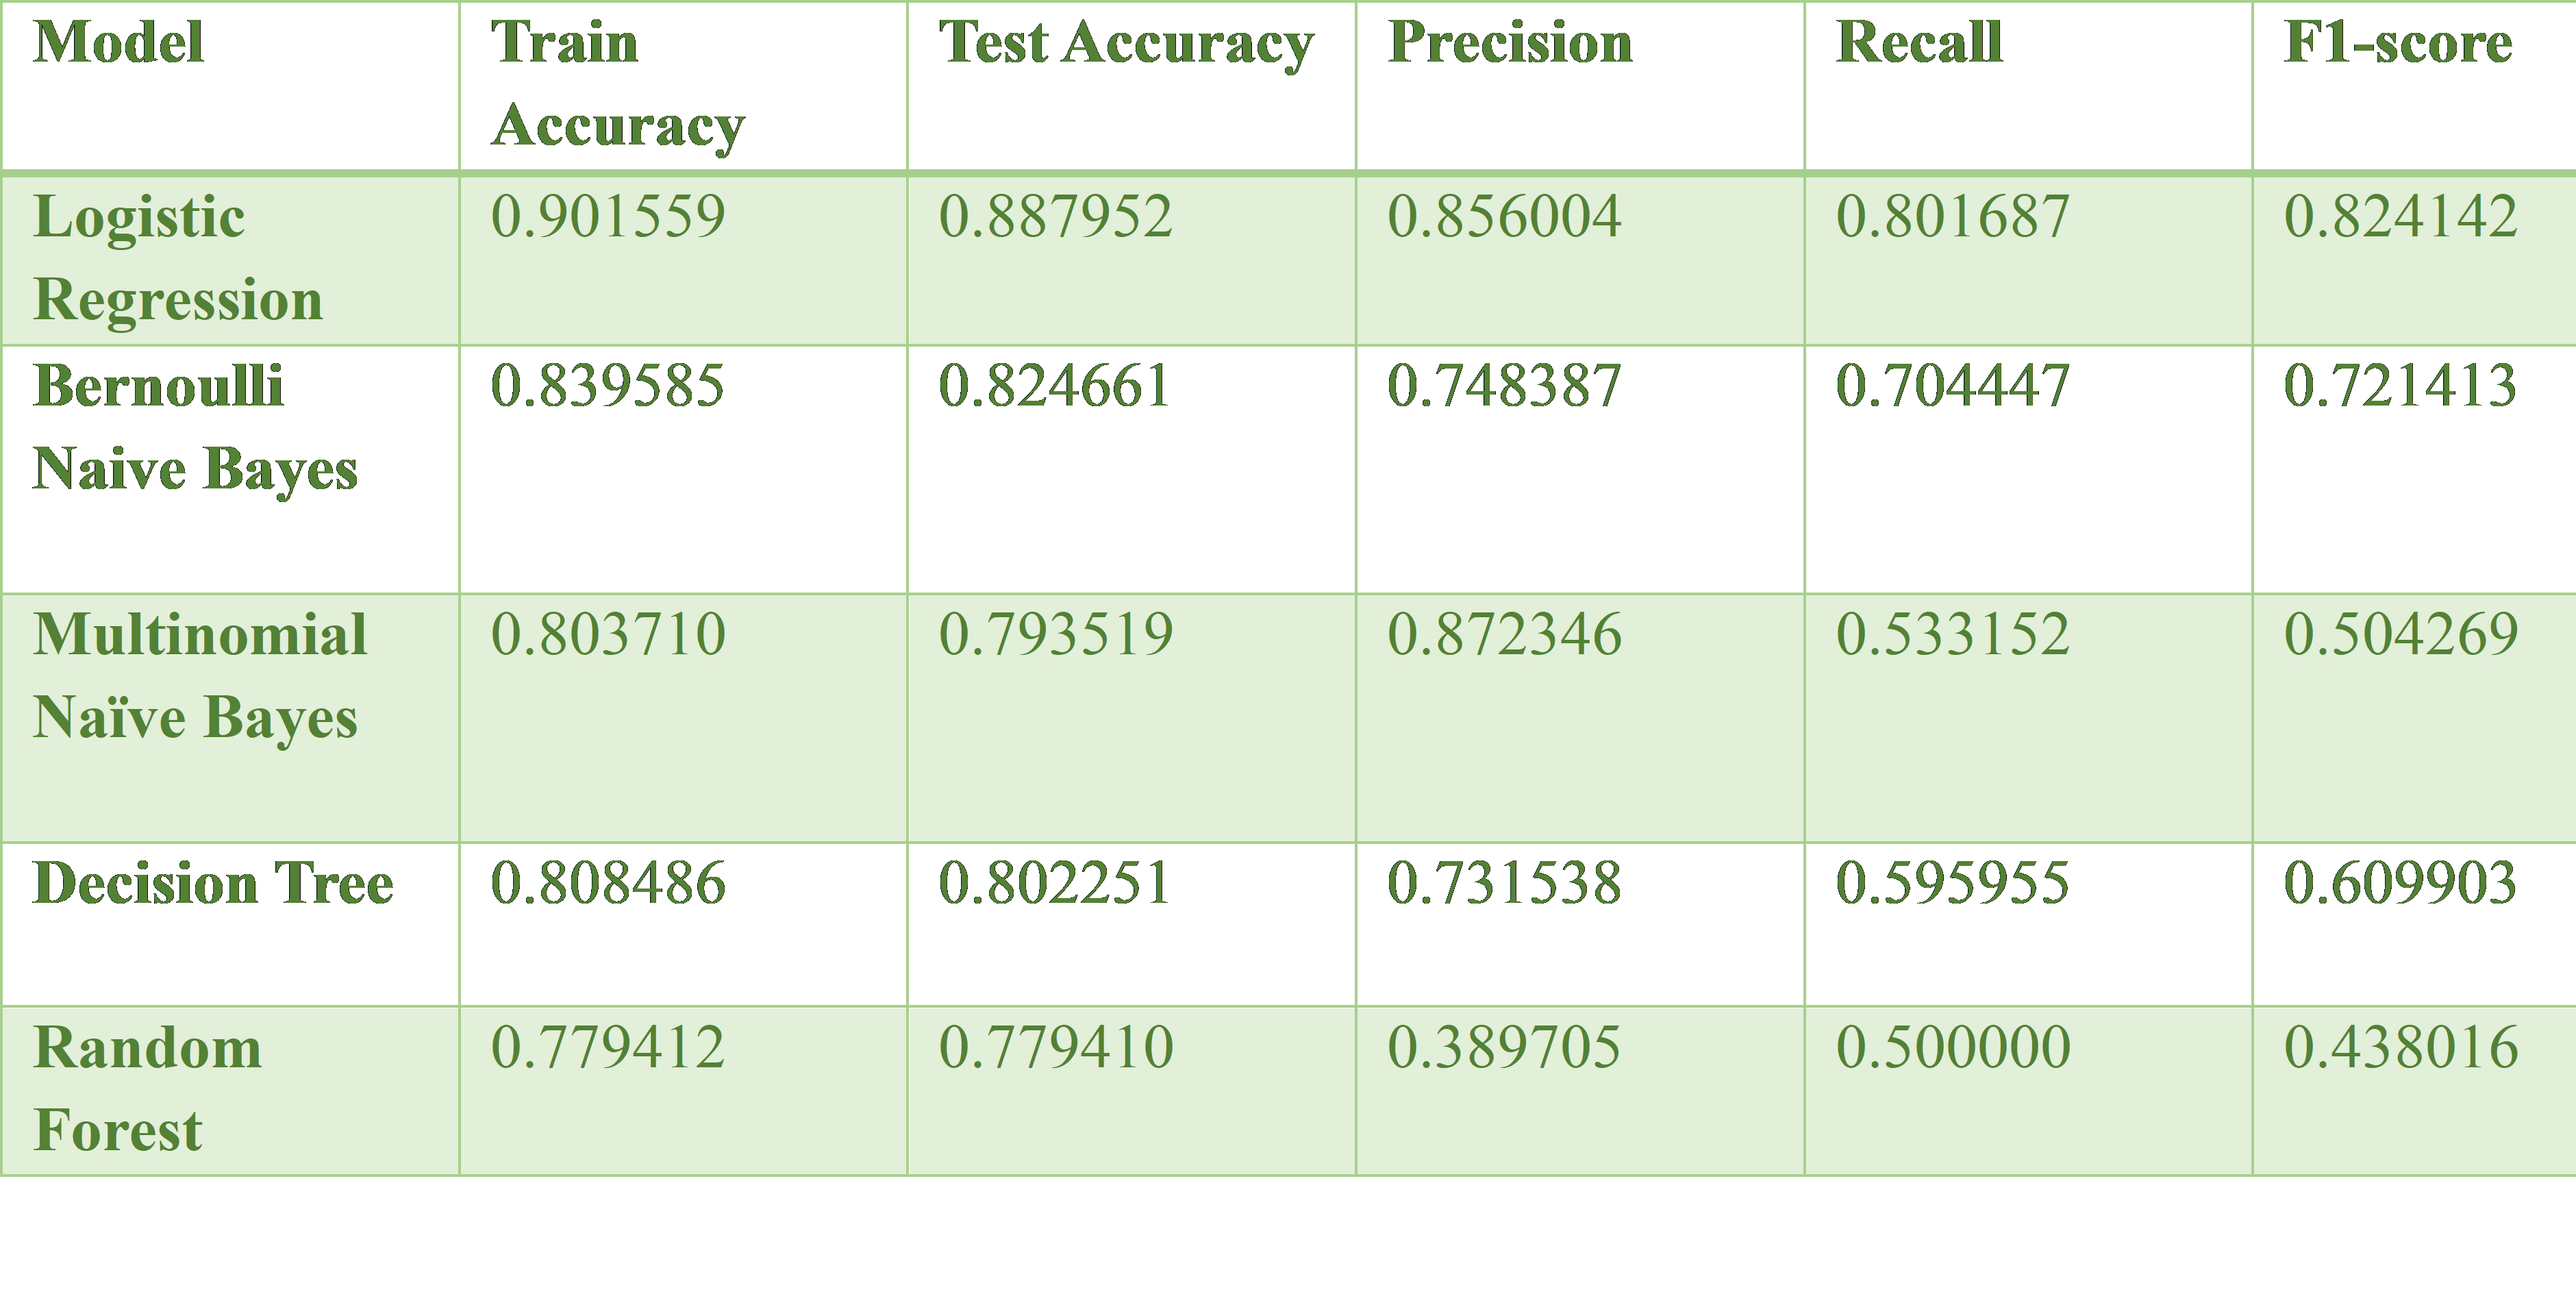 Model Train Accuracy Test Accuracy Precision Recall F1-score
Logistic Regression 0.901559 0.887952 0.856004 0.801687 0.824142
Bernoulli Naive Bayes 0.839585 0.824661 0.748387 0.704447 0.721413
Multinomial Naïve Bayes 0.803710 0.793519 0.872346 0.533152 0.504269
Decision Tree 0.808486 0.802251 0.731538 0.595955 0.609903
Random Forest 0.779412 0.779410 0.389705 0.500000 0.438016